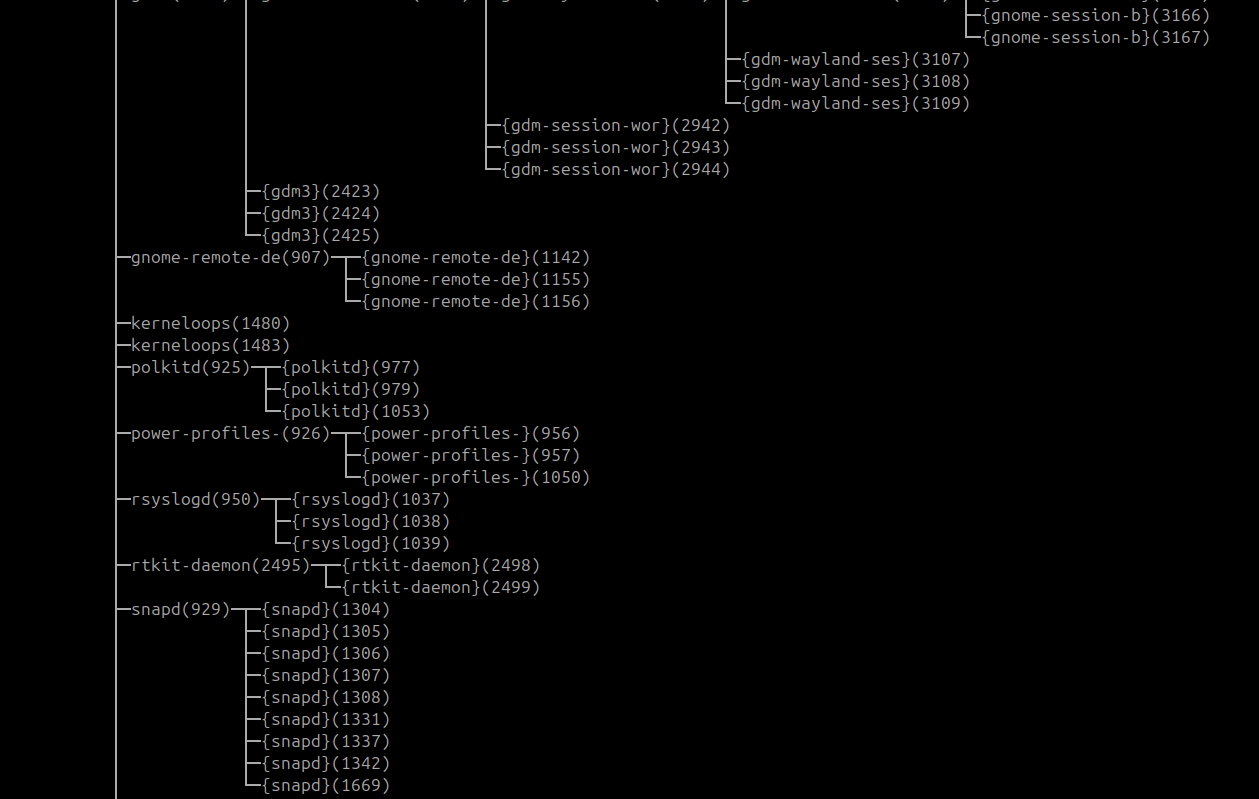 {gnome-session-b}(3166)
{gnome-session-b}(3167)
{gdm-wayland-ses}(3107)
{gdm-wayland-ses}(3108)
{gdm-wayland-ses}(3109)
{gdm-session-wor}(2942)
{gdm-session-wor}(2943)
{gdm-session-wor}(2944)
{gdm3}(2423)
{gdm3}(2424)
{gdm3}(2425)
gnome-remote-de(907) {gnome-remote-de}(1142)
{gnome-remote-de}(1155)
{gnome-remote-de}(1156)
kerneloops(1480)
kerneloops(1483)
polkitd(925) {polkitd}(977)
{polkitd}(979)
{polkitd}(1053)
power-profiles-(926) {power-profiles-}(956)
{power-profiles-}(957)
{power-profiles-}(1050)
rsyslogd(950) {rsyslogd}(1037)
{rsyslogd}(1038)
{rsyslogd}(1039)
rtkit-daemon(2495) {rtkit-daemon}(2498)
{rtkit-daemon}(2499)
snapd(929) {snapd}(1304)
{snapd}(1305)
{snapd}(1306)
{snapd}(1307)
{snapd}(1308)
{snapd}(1331)
{snapd}(1337)
{snapd}(1342)
{snapd}(1669)